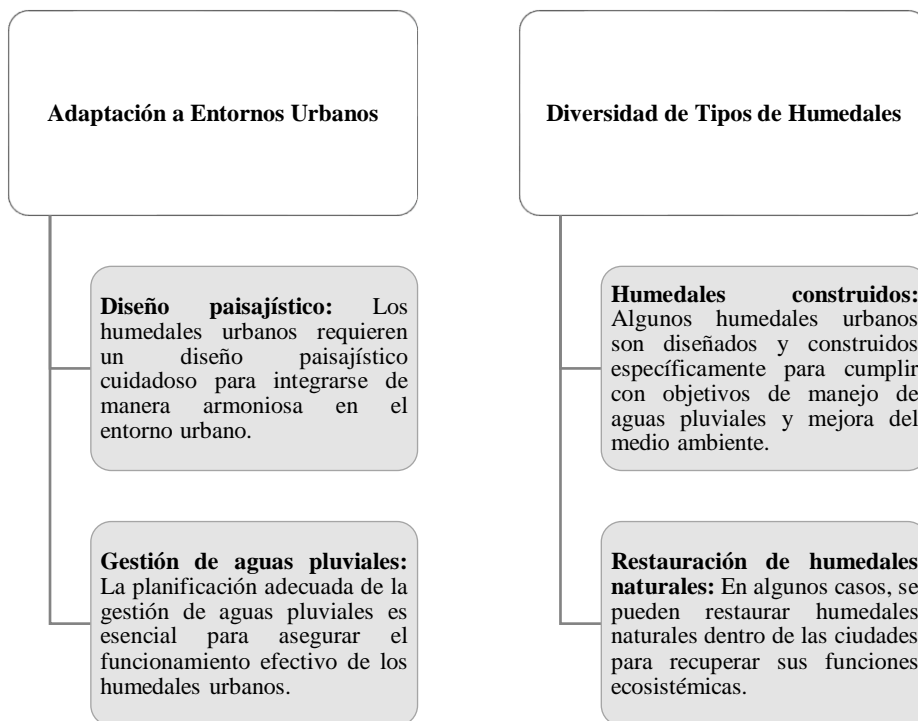 Adaptación a Entornos Urbanos
Diseño paisajístico: Los
humedales urbanos requieren
un diseño paisajístico
cuidadoso para integrarse de
manera armoniosa en el
entorno urbano.
Gestión de aguas pluviales:
La planificación adecuada de la
gestión de aguas pluviales es
esencial para asegurar el
funcionamiento efectivo de los
humedales urbanos.
Diversidad de Tipos de Humedales
Humedales construidos:
Algunos humedales urbanos
son diseñados y construidos
específicamente para cumplir
con objetivos de manejo de
aguas pluviales y mejora del
medio ambiente.
Restauración de humedales
naturales: En algunos casos, se
pueden restaurar humedales
naturales dentro de las ciudades
para recuperar sus funciones
ecosistémicas.